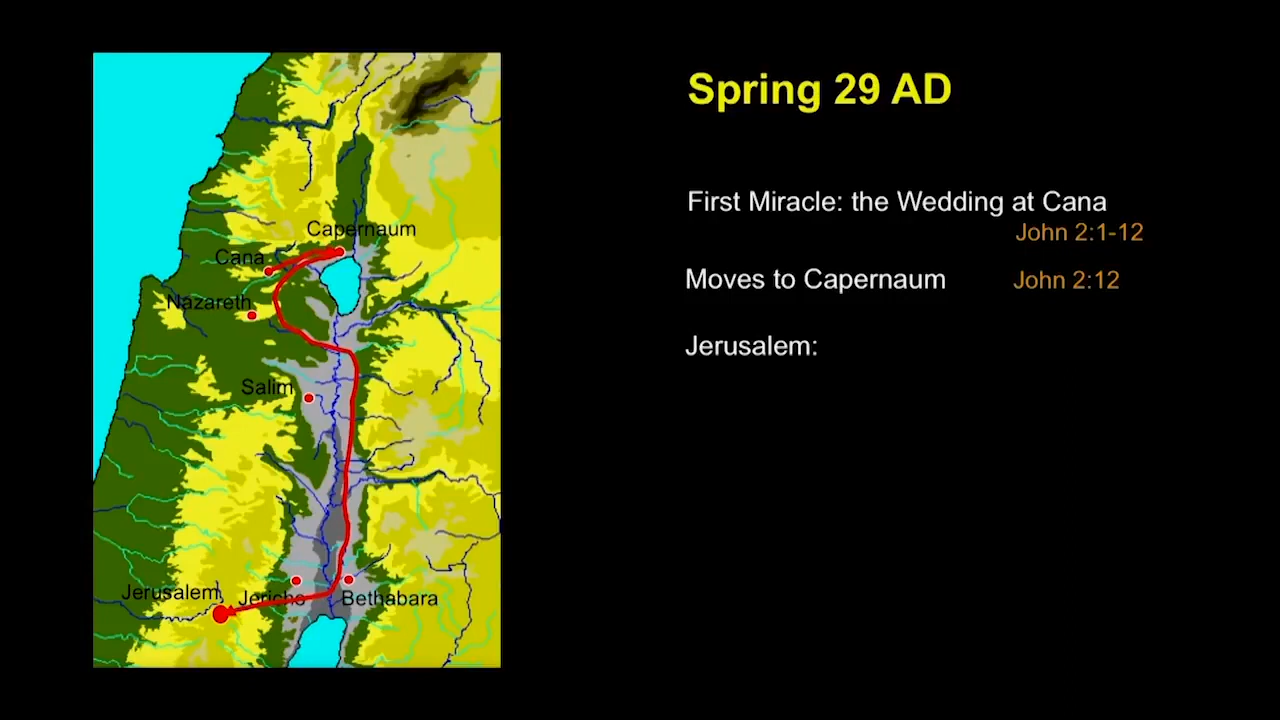 Spring 29 AD
First Miracle: the Wedding at Cana
John 2:1-12
Moves to Capernaum John 2:12
Jerusalem:
Capernaum
Cana
Nazareth
Salim
Jerusalem
Jericho
Bethabara